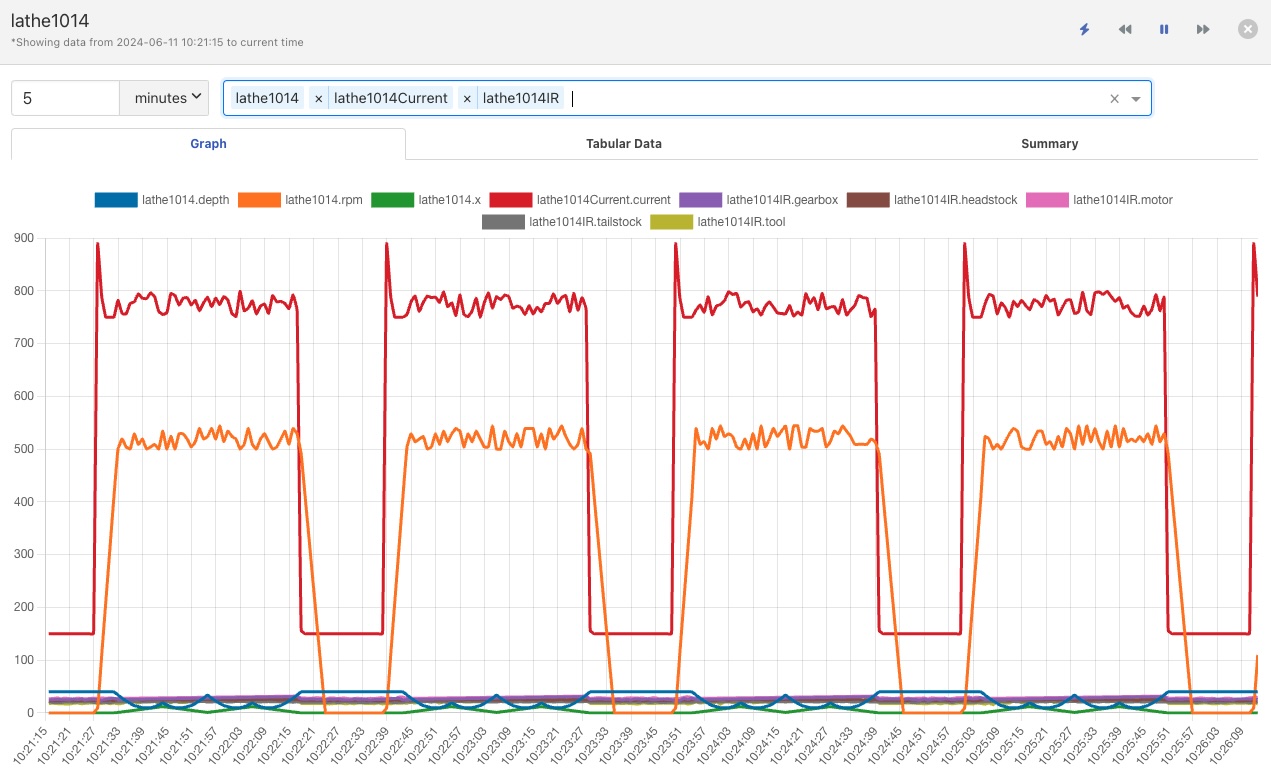 lathe1014
*Showing data from 2024-06-11 10:21:15 to current time
5 minutes lathe1014 × lathe1014Current × lathe1014IR
Graph Tabular Data Summary
lathe1014.depth lathe1014.rpm lathe1014.x lathe1014Current.current lathe1014IR.gearbox lathe1014IR.headstock lathe1014IR.motor
lathe1014IR.tailstock lathe1014IR.tool
900
800
700
600
500
400
300
200
100
0
10:21:15 10:21:21 10:21:27 10:21:33 10:21:39 10:21:45 10:21:51 10:21:57 10:22:03 10:22:09 10:22:15 10:22:21 10:22:27 10:22:33 10:22:39 10:22:45 10:22:51 10:22:57 10:23:03 10:23:09 10:23:15 10:23:21 10:23:27 10:23:33 10:23:39 10:23:45 10:23:51 10:23:57 10:24:03 10:24:09 10:24:15 10:24:21 10:24:27 10:24:33 10:24:39 10:24:45 10:24:51 10:24:57 10:25:03 10:25:09 10:25:15 10:25:21 10:25:27 10:25:33 10:25:39 10:25:45 10:25:51 10:25:57 10:26:03 10:26:09